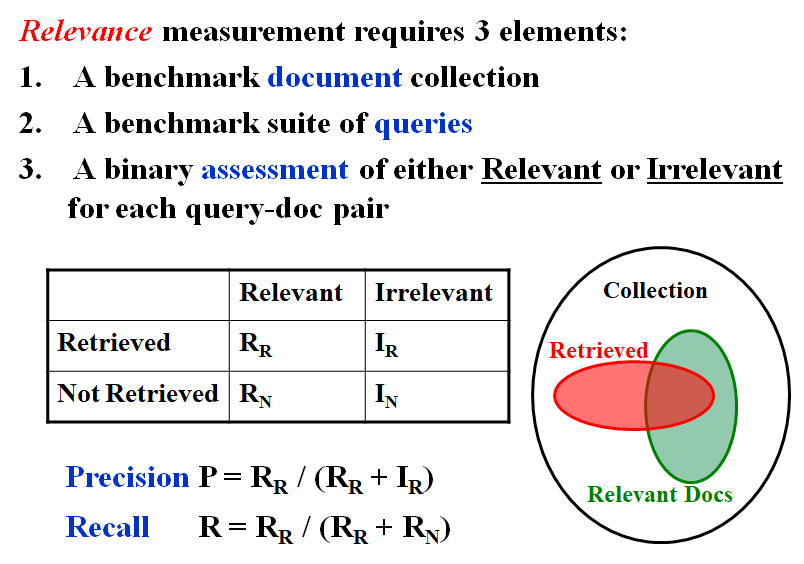 Relevance measurement requires 3 elements:
1. A benchmark document collection
2. A benchmark suite of queries
3. A binary assessment of either Relevant or Irrelevant
for each query-doc pair
Relevant Irrelevant
Retrieved R_R I_R
Not Retrieved R_N I_N
Precision P = R_R / (R_R + I_R)
Recall R = R_R / (R_R + R_N)
Collection
Retrieved
Relevant Docs